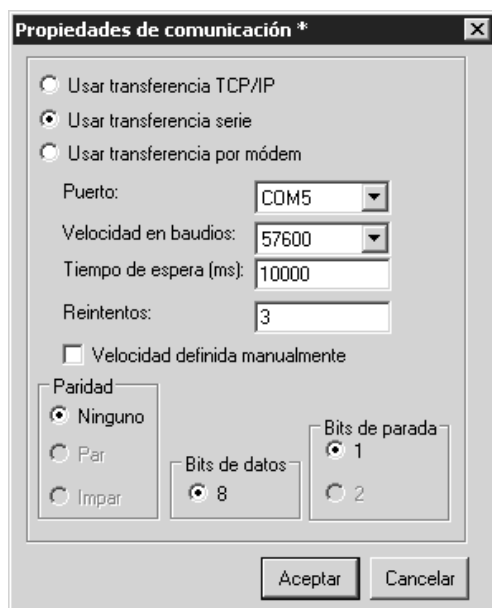 Propiedades de comunicación *
Usar transferencia TCP/IP
Usar transferencia serie
Usar transferencia por módem
Puerto: COM5
Velocidad en baudios: 57600
Tiempo de espera (ms): 10000
Reintentos: 3
Velocidad definida manualmente
Paridad
Ninguno
Par
Impar
Bits de datos
8
Bits de parada
1
2
Aceptar Cancelar